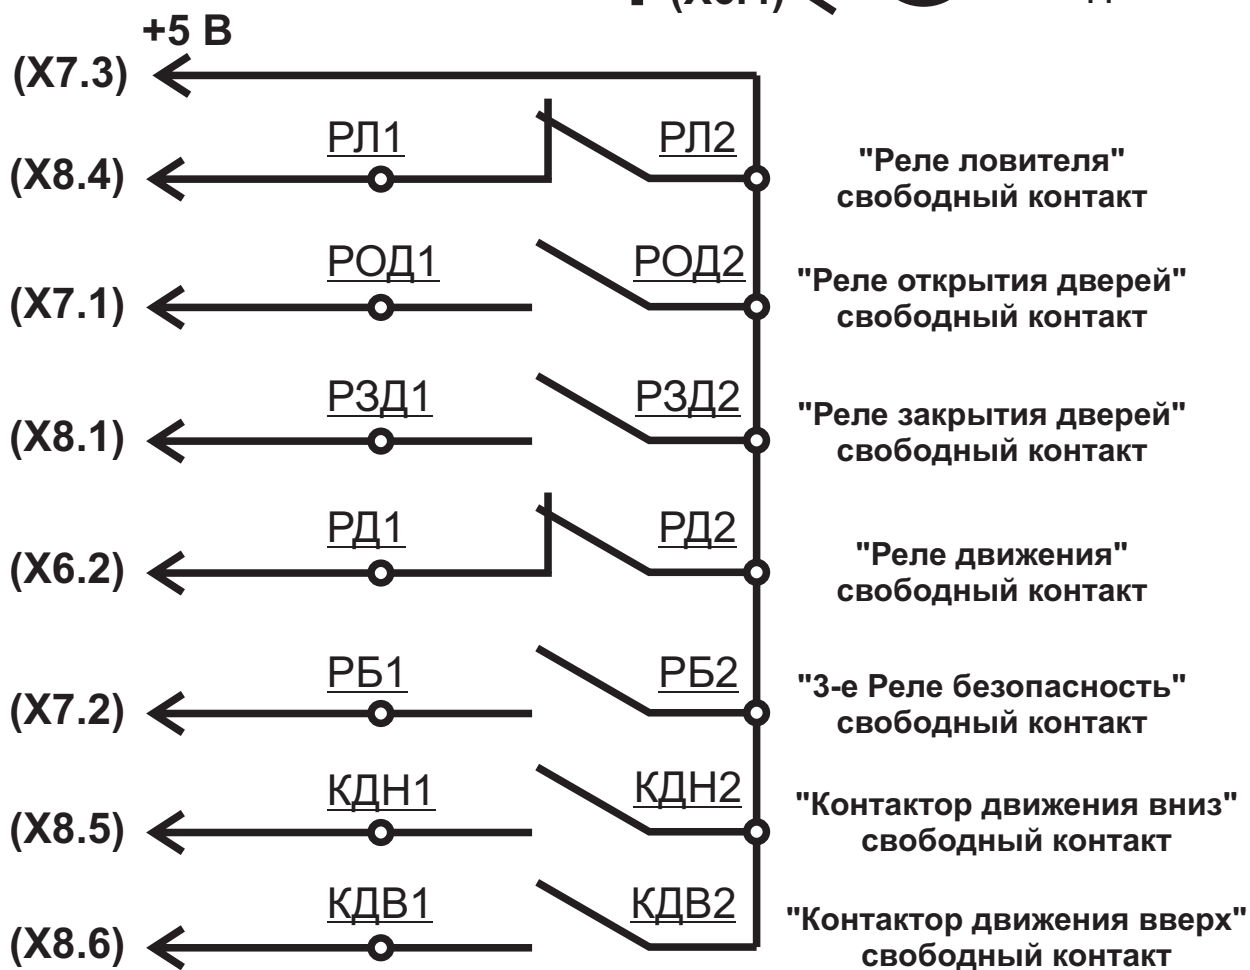 +5 В
(X7.3)
РЛ1 РЛ2
(X8.4)
"Реле ловителя"
свободный контакт
РОД1 РОД2
(X7.1)
"Реле открытия дверей"
свободный контакт
РЗД1 РЗД2
(X8.1)
"Реле закрытия дверей"
свободный контакт
РД1 РД2
(X6.2)
"Реле движения"
свободный контакт
РБ1 РБ2
(X7.2)
"3-е Реле безопасность"
свободный контакт
КДН1 КДН2
(X8.5)
"Контактор движения вниз"
свободный контакт
КДВ1 КДВ2
(X8.6)
"Контактор движения вверх"
свободный контакт